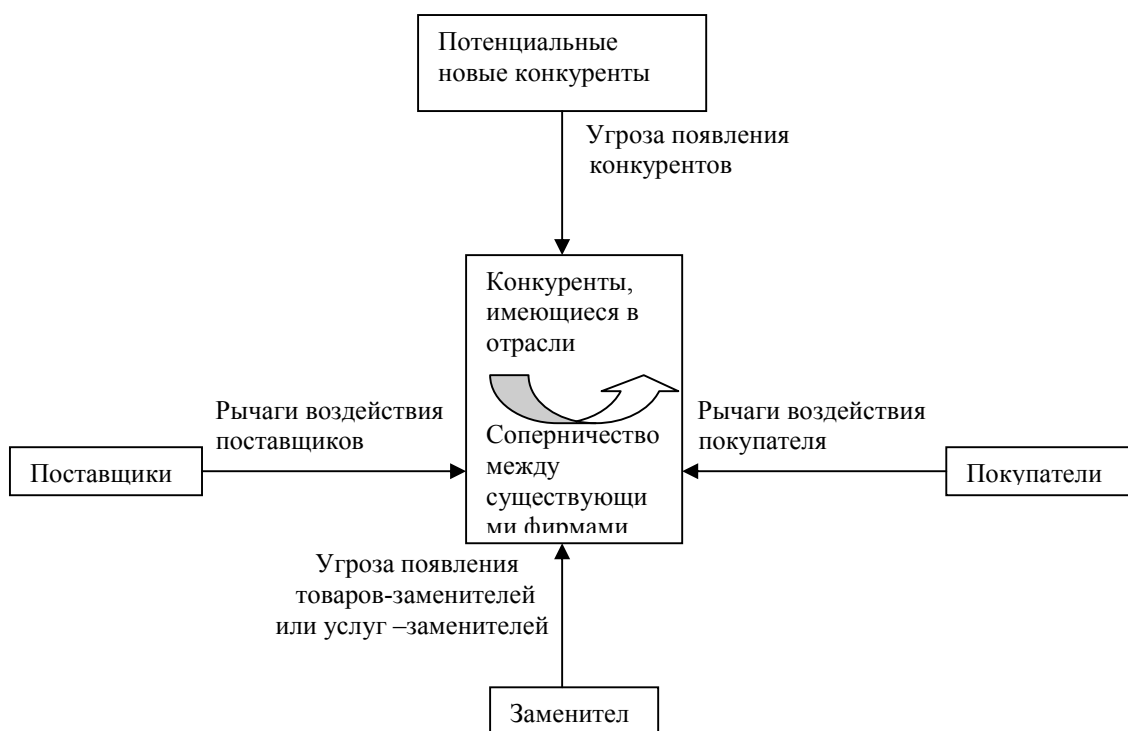 Потенциальные
новые конкуренты
Угроза появления
конкурентов
Конкуренты,
имеющиеся в
отрасли
Рычаги воздействия
поставщиков
Рычаги воздействия
покупателя
Соперничество
между
существующи
ми фирмами
Поставщики
Покупатели
Угроза появления
товаров-заменителей
или услуг –заменителей
Заменител